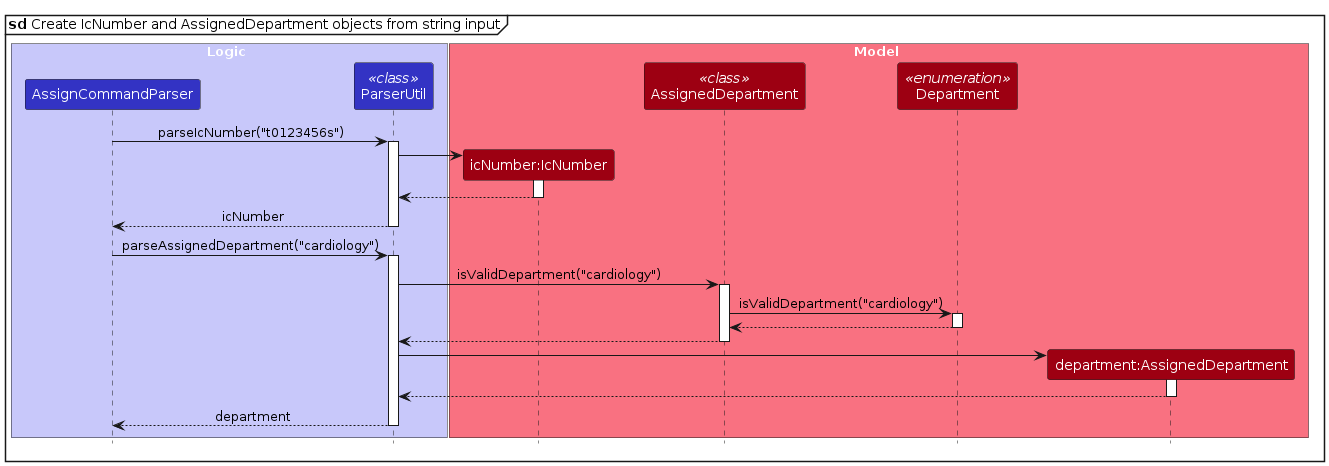 sd Create IcNumber and AssignedDepartment objects from string input
Logic
Model
AssignCommandParser
«class»
ParserUtil
«class»
AssignedDepartment
«enumeration»
Department
parseIcNumber("t0123456s")
icNumber:IcNumber
icNumber
parseAssignedDepartment("cardiology")
isValidDepartment("cardiology")
isValidDepartment("cardiology")
department:AssignedDepartment
department